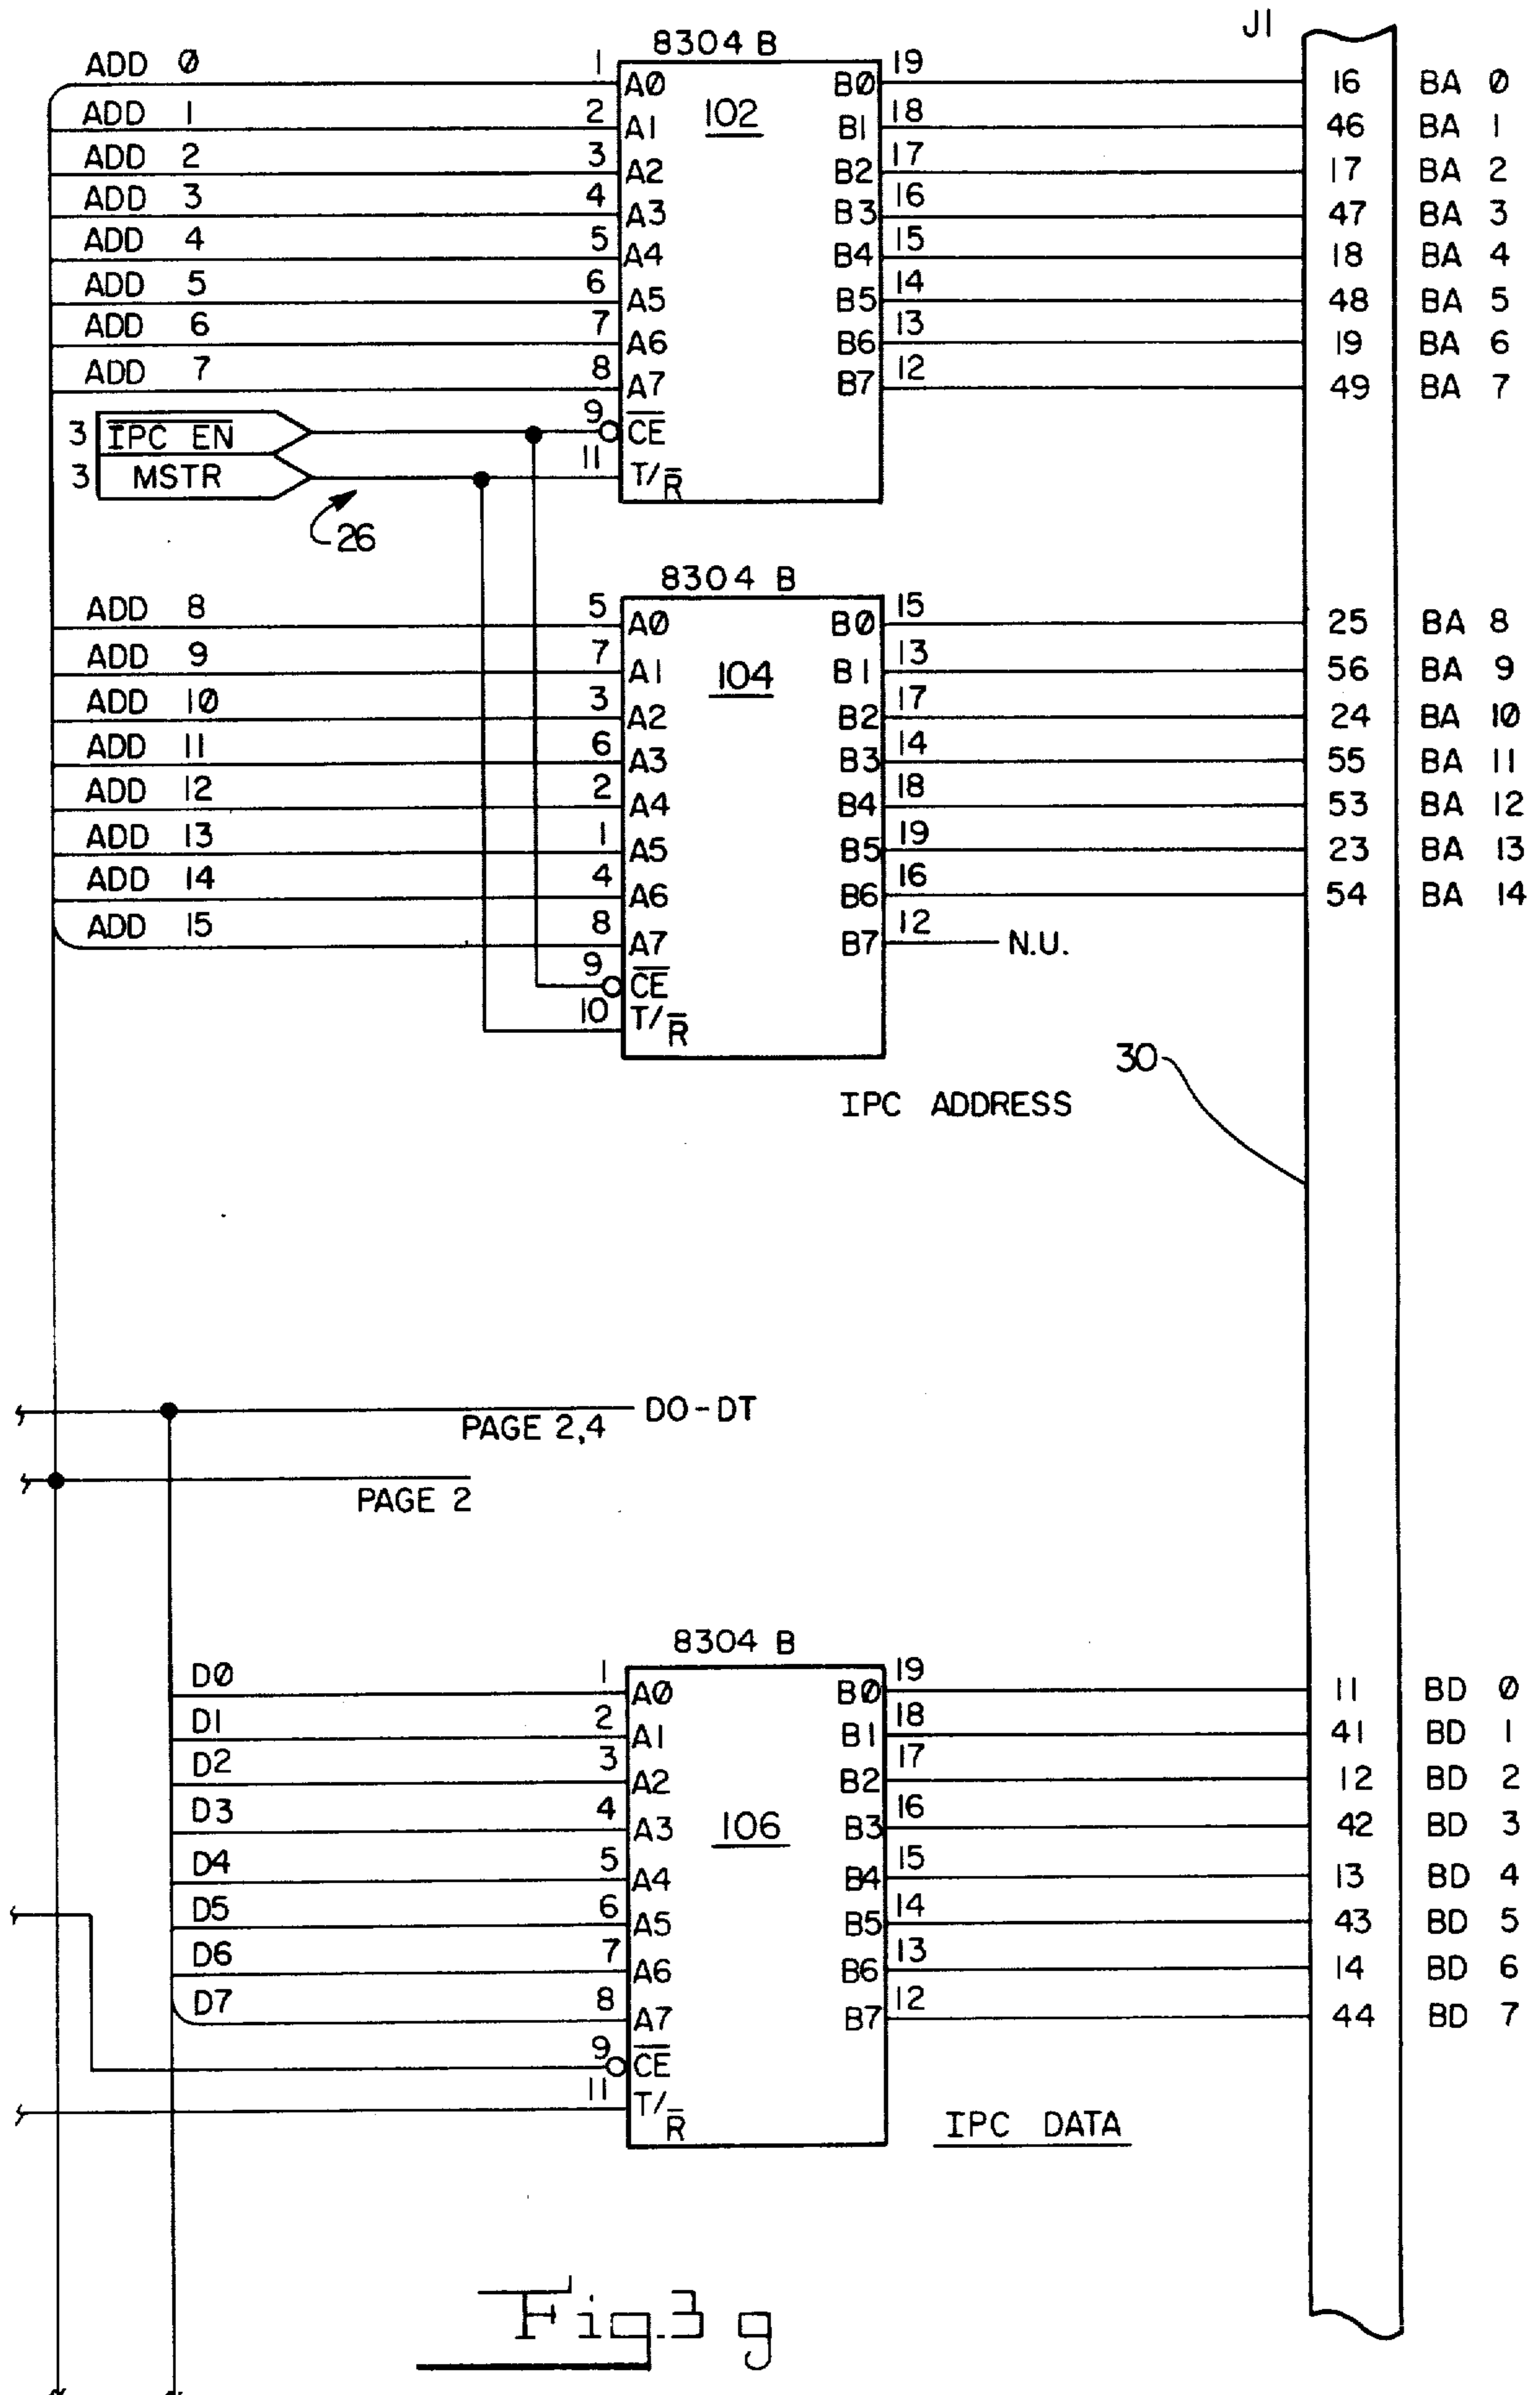 J1
8304 B
ADD 0 1 A0 102 B0 19 16 BA 0
ADD 1 2 A1 B1 18 46 BA 1
ADD 2 3 A2 B2 17 17 BA 2
ADD 3 4 A3 B3 16 47 BA 3
ADD 4 5 A4 B4 15 18 BA 4
ADD 5 6 A5 B5 14 48 BA 5
ADD 6 7 A6 B6 13 19 BA 6
ADD 7 8 A7 B7 12 49 BA 7
3 IPC EN 9 CE
3 MSTR 11 T/R
26
8304 B
ADD 8 5 A0 B0 15 25 BA 8
ADD 9 7 A1 104 B1 13 56 BA 9
ADD 10 3 A2 B2 17 24 BA 10
ADD 11 6 A3 B3 14 55 BA 11
ADD 12 2 A4 B4 18 53 BA 12
ADD 13 1 A5 B5 19 23 BA 13
ADD 14 4 A6 B6 16 54 BA 14
ADD 15 8 A7 B7 12 N.U.
9 CE
10 T/R
30
IPC ADDRESS
DO-DT
PAGE 2,4
PAGE 2
8304 B
D0 1 A0 B0 19 11 BD 0
D1 2 A1 B1 18 41 BD 1
D2 3 A2 B2 17 12 BD 2
D3 4 A3 106 B3 16 42 BD 3
D4 5 A4 B4 15 13 BD 4
D5 6 A5 B5 14 43 BD 5
D6 7 A6 B6 13 14 BD 6
D7 8 A7 B7 12 44 BD 7
9 CE
11 T/R
IPC DATA
Fig.3 g